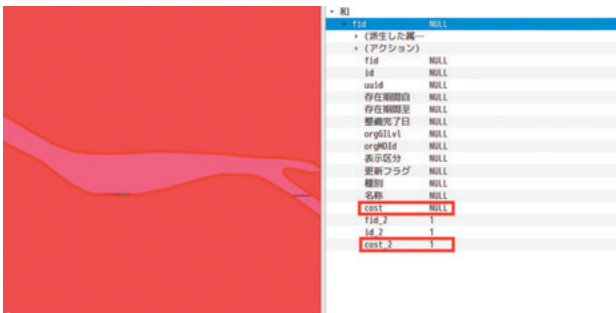 和
fid NULL
(派生した属…
(アクション)
fid NULL
id NULL
uuid NULL
存在期間自 NULL
存在期間至 NULL
整備完了日 NULL
orgGILvl NULL
orgMDId NULL
表示区分 NULL
更新フラグ NULL
種別 NULL
名称 NULL
cost NULL
fid_2 1
id_2 1
cost_2 1